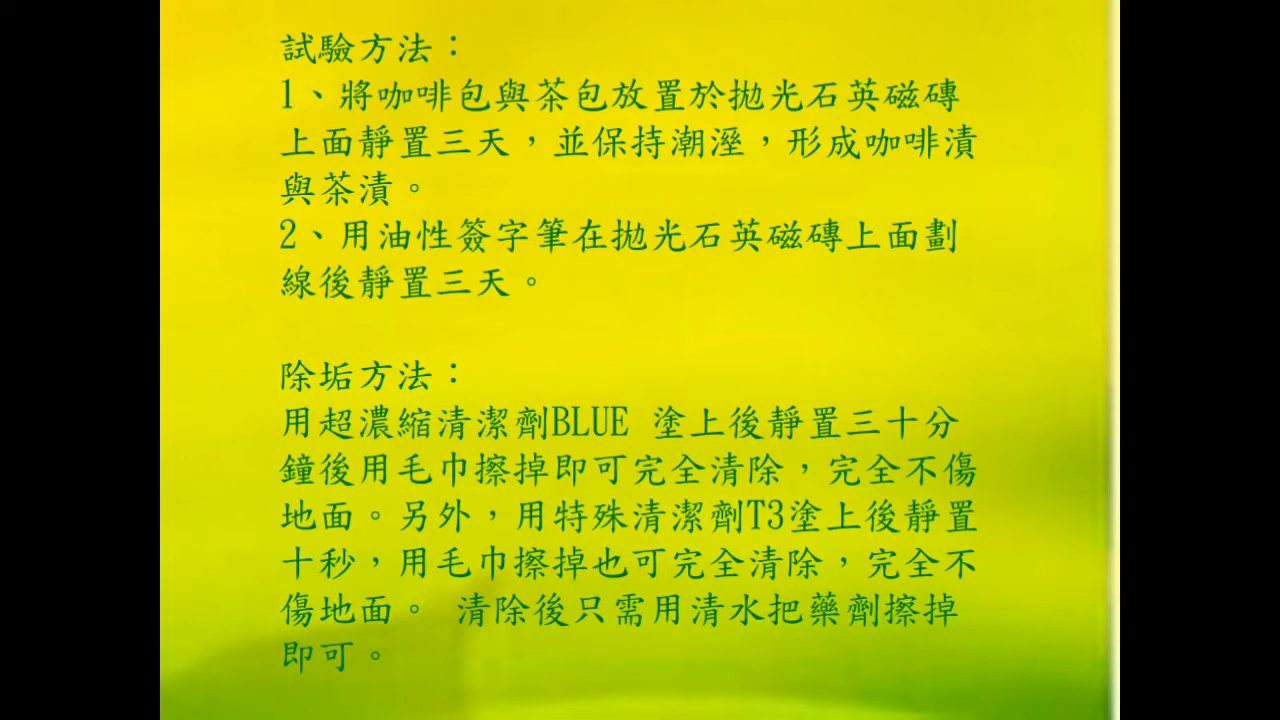 試驗方法：
1、將咖啡包與茶包放置於拋光石英磁磚
上面靜置三天，並保持潮溼，形成咖啡漬
與茶漬。
2、用油性簽字筆在拋光石英磁磚上面劃
線後靜置三天。
除垢方法：
用超濃縮清潔劑BLUE 塗上後靜置三十分
鐘後用毛巾擦掉即可完全清除，完全不傷
地面。另外，用特殊清潔劑T3塗上後靜置
十秒，用毛巾擦掉也可完全清除，完全不
傷地面。 清除後只需用清水把藥劑擦掉
即可。